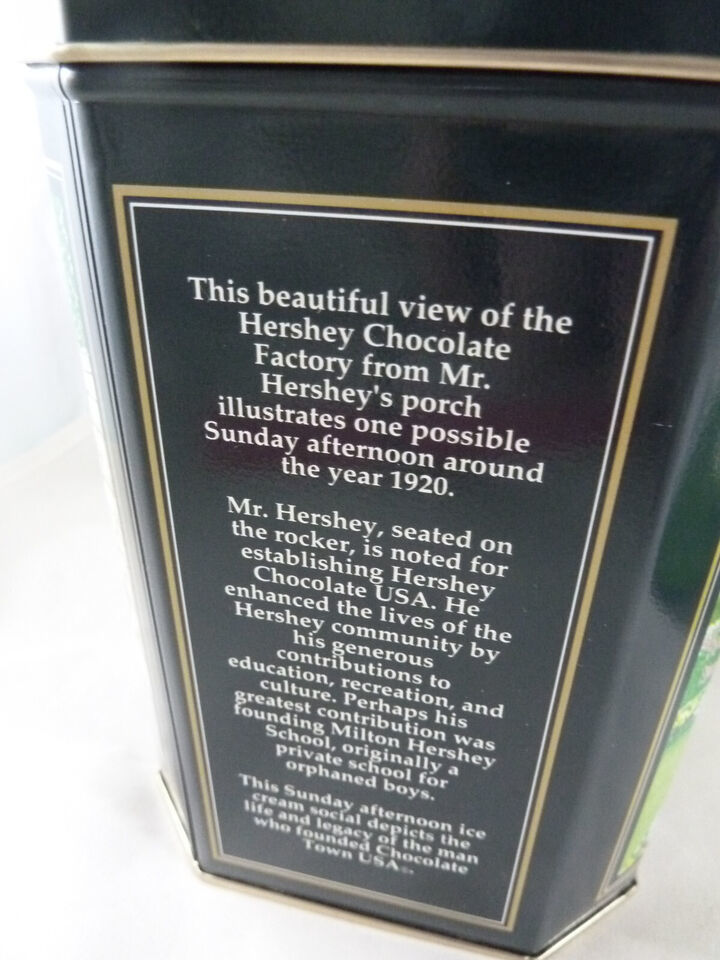 This beautiful view of the
Hershey Chocolate
Factory from Mr.
Hershey's porch
illustrates one possible
Sunday afternoon around
the year 1920.
Mr. Hershey, seated on
the rocker, is noted for
establishing Hershey
Chocolate USA. He
enhanced the lives of the
Hershey community by
his generous
contributions to
education, recreation, and
culture. Perhaps his
greatest contribution was
founding Milton Hershey
School, originally a
private school for
orphaned boys.
This Sunday afternoon ice
cream social depicts the
life and legacy of the man
who founded Chocolate
Town USA